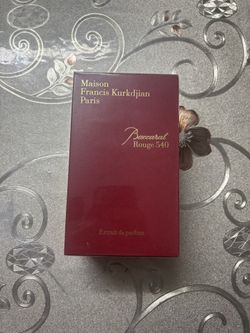 Maison
Francis Kurkdjian
Paris
Baccarat
Rouge 540
Extrait de parfum